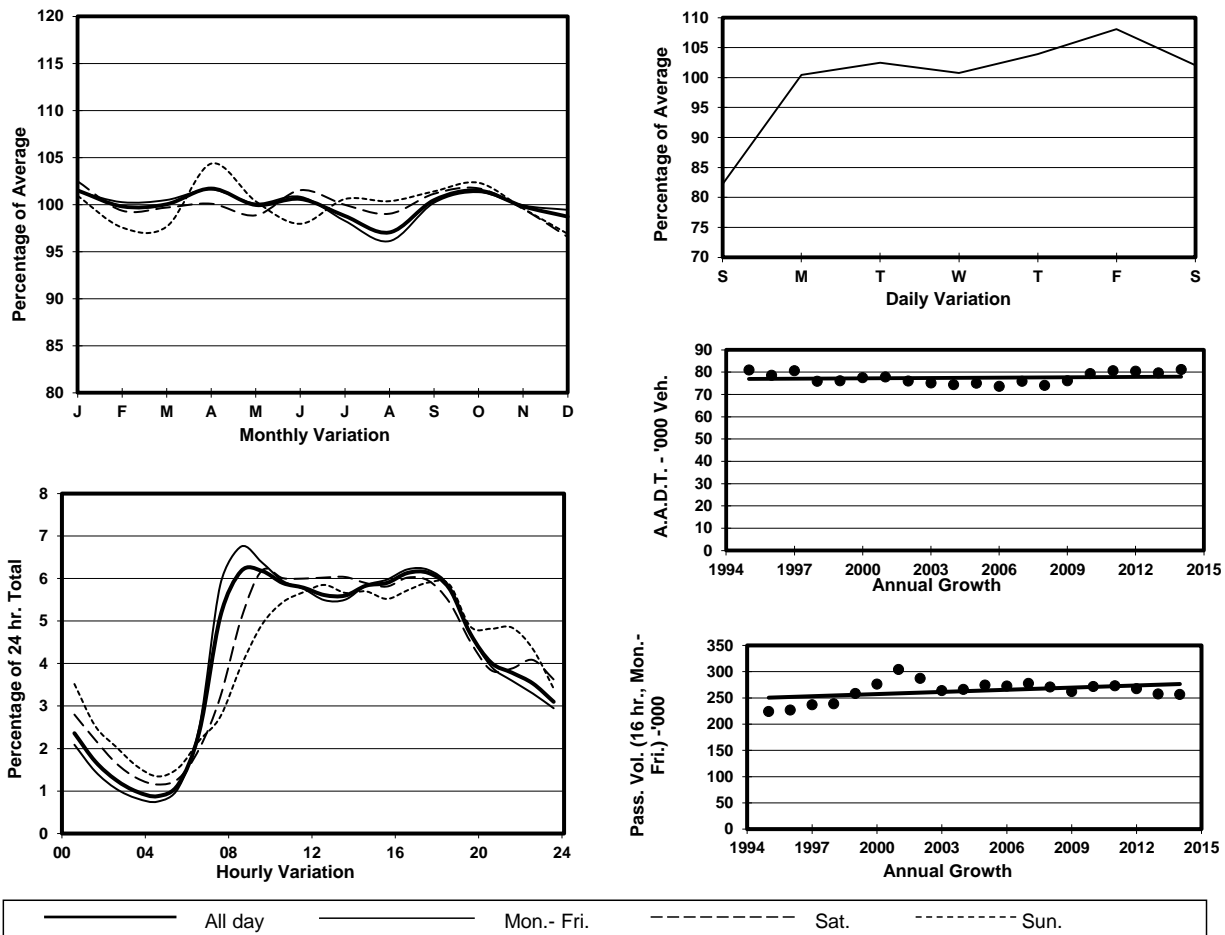 120
115
110
105
100
95
90
85
80
Percentage of Average
J F M A M J J A S O N D
Monthly Variation
110
105
100
95
90
85
80
75
70
Percentage of Average
S M T W T F S
Daily Variation
90
80
70
60
50
40
30
20
10
0
A.A.D.T. - '000 Veh.
1994 1997 2000 2003 2006 2009 2012 2015
Annual Growth
8
7
6
5
4
3
2
1
0
Percentage of 24 hr. Total
00 04 08 12 16 20 24
Hourly Variation
350
300
250
200
150
100
50
0
Pass. Vol. (16 hr., Mon.-
Fri.) -'000
1994 1997 2000 2003 2006 2009 2012 2015
Annual Growth
All day Mon.- Fri. Sat. Sun.